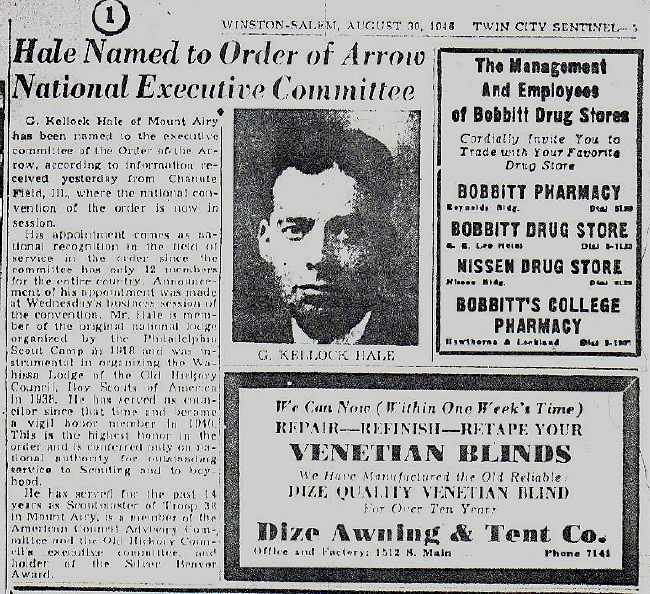 1
WINSTON-SALEM, AUGUST 30, 1946 TWIN CITY SENTINEL—5
Hale Named to Order of Arrow
National Executive Committee
G. Kellock Hale of Mount Airy
has been named to the executive
committee of the Order of the Ar-
row, according to information re-
ceived yesterday from Chanute
Field, Ill., where the national con-
vention of the order is now in
session.
His appointment comes as na-
tional recognition in the field of
service in the order since the
committee has only 12 members
for the entire country. Announce-
ment of his appointment was made
at Wednesday's business session of
the convention. Mr. Hale is mem-
ber of the original national lodge
organized by the Philadelphia
Scout Camp in 1918 and was in-
strumental in organizing the Wa-
hissa Lodge of the Old Hickory
Council, Boy Scouts of America
in 1938. He has served as coun-
cilor since that time and became
a vigil honor member in 1940.
This is the highest honor in the
order and is conferred only on na-
tional authority for outstanding
service to Scouting and to boy-
hood.
He has served for the past 14
years as Scoutmaster of Troop 38
in Mount Airy, is a member of the
American Council Advisory Com-
mittee and the Old Hickory Coun-
cil's executive committee, and
holder of the Silver Beaver
Award.
G. KELLOCK HALE
The Management
And Employees
of Bobbitt Drug Stores
Cordially Invite You to
Trade with Your Favorite
Drug Store
BOBBITT PHARMACY
Reynolds Bldg. Dial
BOBBITT DRUG STORE
R. E. Lee Hotel Dial
NISSEN DRUG STORE
Nissen Bldg. Dial
BOBBITT'S COLLEGE
PHARMACY
Hawthorne & Lockland Dial
We Can Now (Within One Week's Time)
REPAIR—REFINISH—RETAPE YOUR
VENETIAN BLINDS
We Have Manufactured the Old Reliable
DIZE QUALITY VENETIAN BLIND
For Over Ten Years
Dize Awning & Tent Co.
Office and Factory: 1512 S. Main Phone 7141